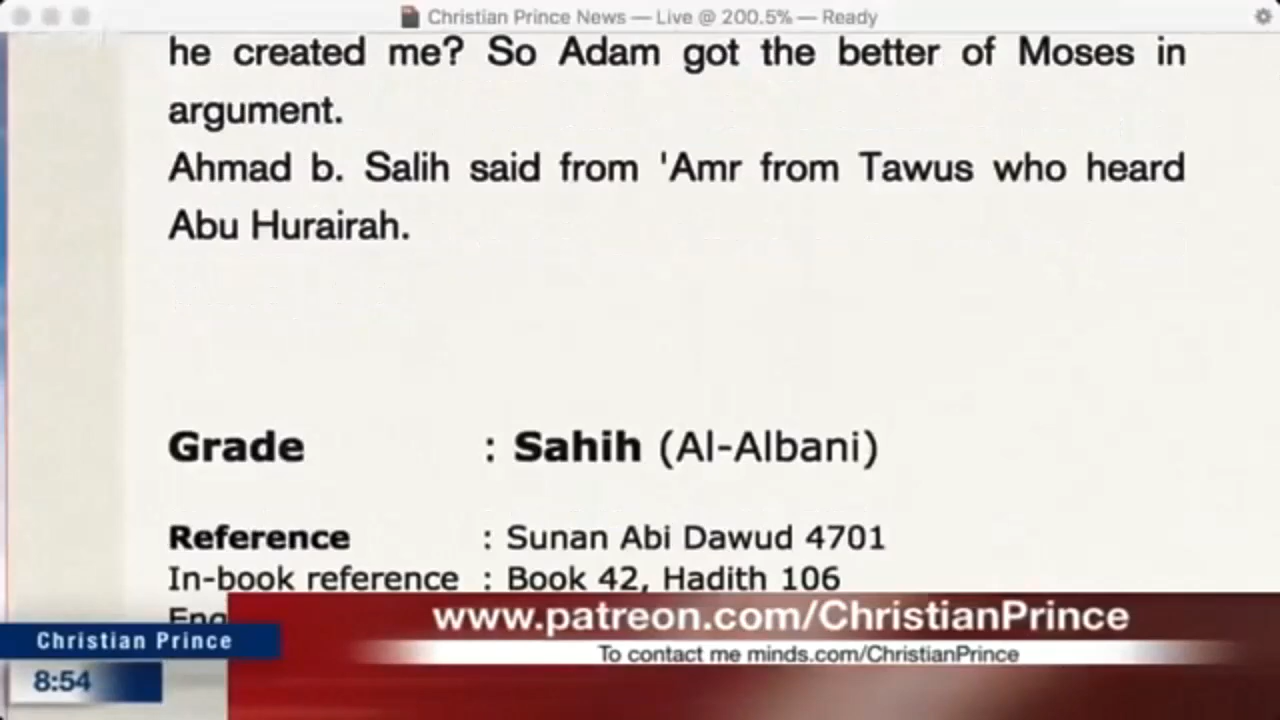 Christian Prince News — Live @ 200.5% — Ready
he created me? So Adam got the better of Moses in
argument.
Ahmad b. Salih said from 'Amr from Tawus who heard
Abu Hurairah.
Grade : Sahih (Al-Albani)
Reference : Sunan Abi Dawud 4701
In-book reference : Book 42, Hadith 106
www.patreon.com/ChristianPrince
Christian Prince
To contact me minds.com/ChristianPrince
8:54